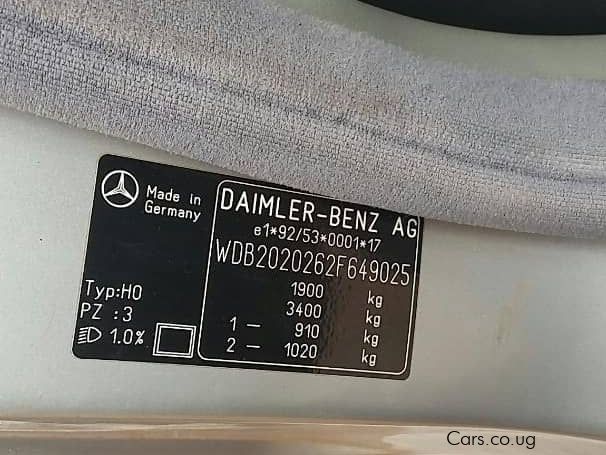 Made in
Germany
DAIMLER-BENZ AG
e1*92/53*0001*17
WDB2020262F649025
1900 kg
3400 kg
1 – 910 kg
2 – 1020 kg
Typ:HO
PZ :3
1.0%
Cars.co.ug